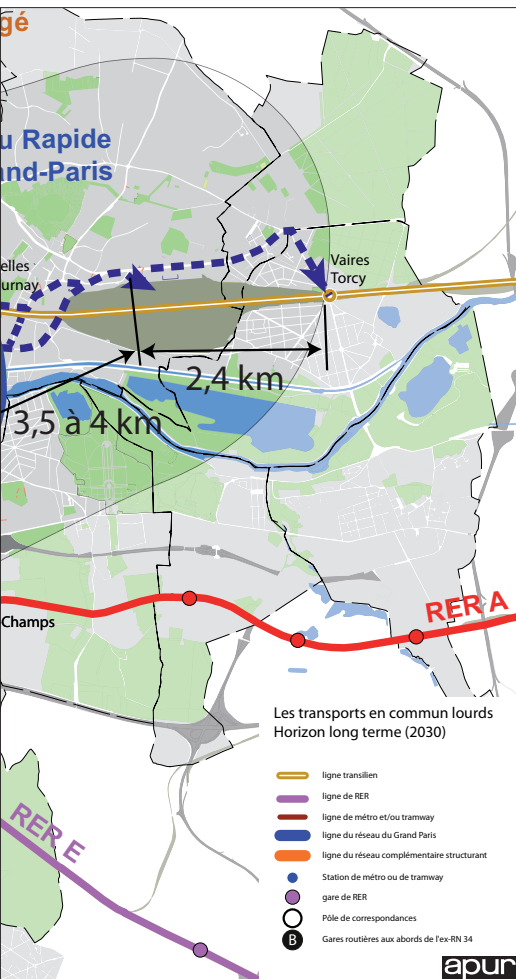 gé
u Rapide
and-Paris
elles
urnay
Vaires
Torcy
2,4 km
3,5 à 4 km
Champs
RER A
RER E
Les transports en commun lourds
Horizon long terme (2030)
ligne transilien
ligne de RER
ligne de métro et/ou tramway
ligne du réseau du Grand Paris
ligne du réseau complémentaire structurant
Station de métro ou de tramway
gare de RER
Pôle de correspondances
B Gares routières aux abords de l'ex-RN 34
apur